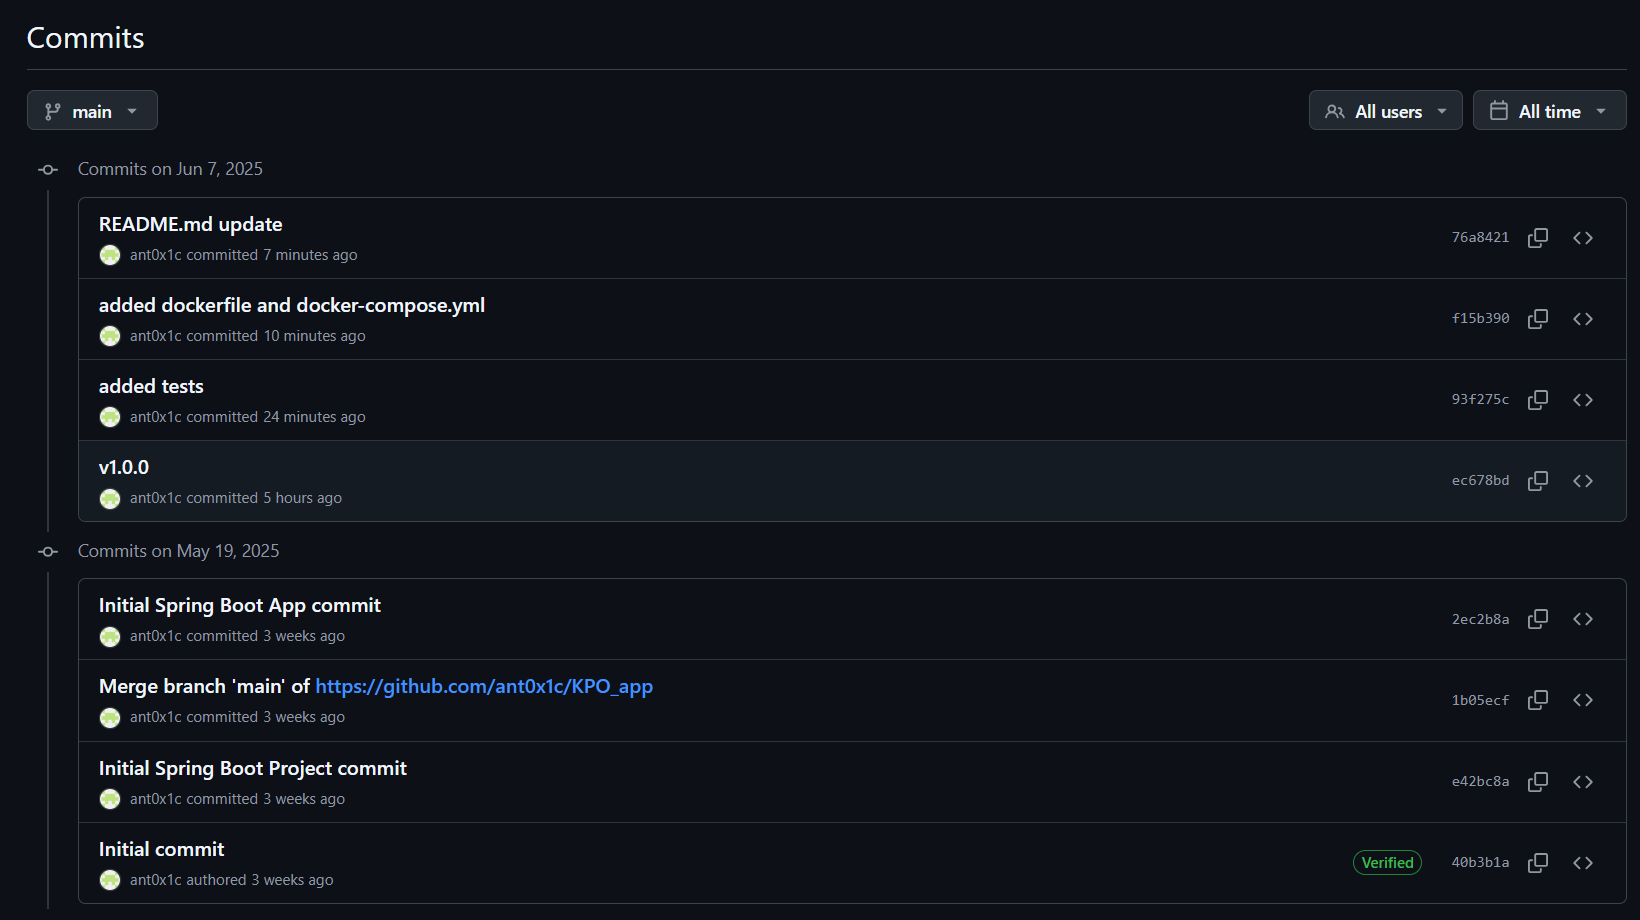 Commits
main
All users
All time
Commits on Jun 7, 2025
README.md update
ant0x1c committed 7 minutes ago
76a8421
added dockerfile and docker-compose.yml
ant0x1c committed 10 minutes ago
f15b390
added tests
ant0x1c committed 24 minutes ago
93f275c
v1.0.0
ant0x1c committed 5 hours ago
ec678bd
Commits on May 19, 2025
Initial Spring Boot App commit
ant0x1c committed 3 weeks ago
2ec2b8a
Merge branch 'main' of https://github.com/ant0x1c/KPO_app
ant0x1c committed 3 weeks ago
1b05ecf
Initial Spring Boot Project commit
ant0x1c committed 3 weeks ago
e42bc8a
Initial commit
ant0x1c authored 3 weeks ago
Verified
40b3b1a